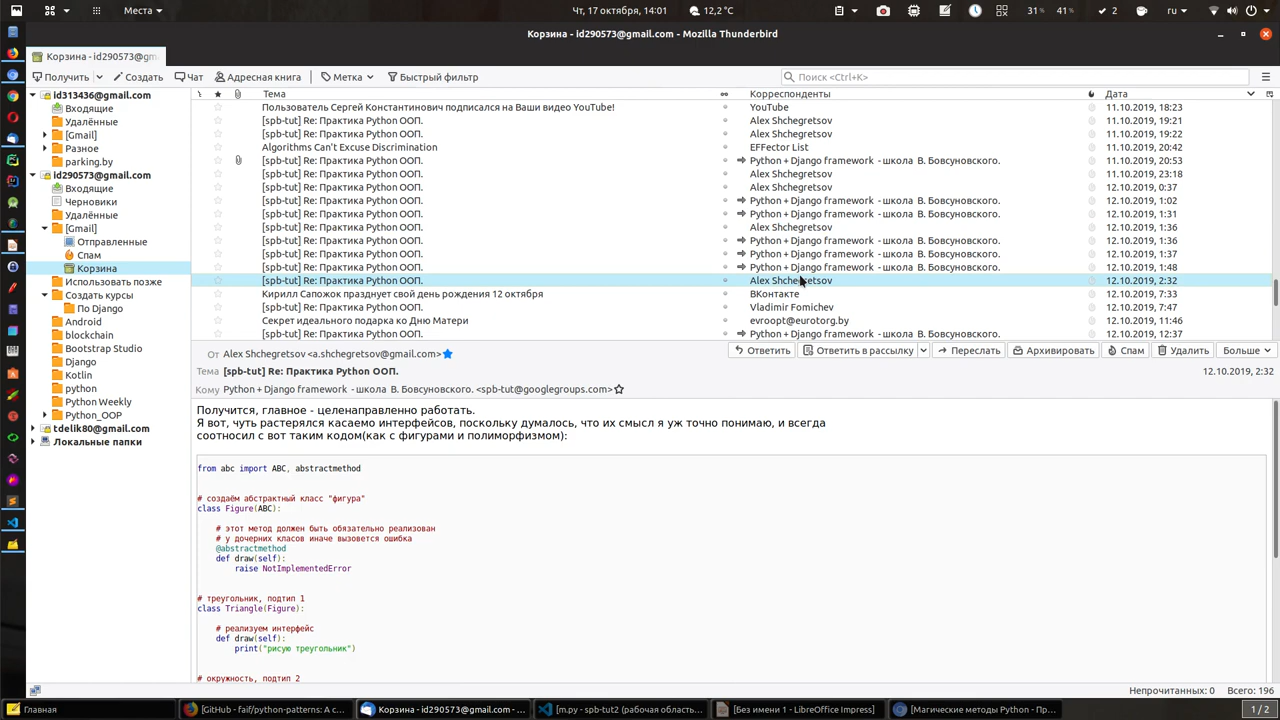 Места
Чт, 17 октября, 14:01
12,2 °C
31%
41%
2
ru
Корзина - id290573@gmail.com - Mozilla Thunderbird
Корзина - id290573@gm
Получить
Создать
Чат
Адресная книга
Метка
Быстрый фильтр
Поиск <Ctrl+K>
id313436@gmail.com
Входящие
Удалённые
[Gmail]
Разное
parking.by
id290573@gmail.com
Входящие
Черновики
Удалённые
[Gmail]
Отправленные
Спам
Корзина
Использовать позже
Создать курсы
По Django
Android
blockchain
Bootstrap Studio
Django
Kotlin
python
Python Weekly
Python_OOP
tdelik80@gmail.com
Локальные папки
Тема Корреспонденты Дата
Пользователь Сергей Константинович подписался на Ваши видео YouTube! YouTube 11.10.2019, 18:23
[spb-tut] Re: Практика Python ООП. Alex Shchegretsov 11.10.2019, 19:21
[spb-tut] Re: Практика Python ООП. Alex Shchegretsov 11.10.2019, 19:22
Algorithms Can't Excuse Discrimination EFFector List 11.10.2019, 20:42
[spb-tut] Re: Практика Python ООП. Python + Django framework - школа В. Бовсуновского. 11.10.2019, 20:53
[spb-tut] Re: Практика Python ООП. Alex Shchegretsov 11.10.2019, 23:18
[spb-tut] Re: Практика Python ООП. Alex Shchegretsov 12.10.2019, 0:37
[spb-tut] Re: Практика Python ООП. Python + Django framework - школа В. Бовсуновского. 12.10.2019, 1:02
[spb-tut] Re: Практика Python ООП. Python + Django framework - школа В. Бовсуновского. 12.10.2019, 1:31
[spb-tut] Re: Практика Python ООП. Alex Shchegretsov 12.10.2019, 1:36
[spb-tut] Re: Практика Python ООП. Python + Django framework - школа В. Бовсуновского. 12.10.2019, 1:36
[spb-tut] Re: Практика Python ООП. Python + Django framework - школа В. Бовсуновского. 12.10.2019, 1:37
[spb-tut] Re: Практика Python ООП. Python + Django framework - школа В. Бовсуновского. 12.10.2019, 1:48
[spb-tut] Re: Практика Python ООП. Alex Shchegretsov 12.10.2019, 2:32
Кирилл Сапожок празднует свой день рождения 12 октября ВКонтакте 12.10.2019, 7:33
[spb-tut] Re: Практика Python ООП. Vladimir Fomichev 12.10.2019, 7:47
Секрет идеального подарка ко Дню Матери evroopt@eurotorg.by 12.10.2019, 11:46
[spb-tut] Re: Практика Python ООП. Python + Django framework - школа В. Бовсуновского. 12.10.2019, 12:37
От Alex Shchegretsov <a.shchegretsov@gmail.com>
Ответить
Ответить в рассылку
Переслать
Архивировать
Спам
Удалить
Больше
Тема [spb-tut] Re: Практика Python ООП. 12.10.2019, 2:32
Кому Python + Django framework - школа В. Бовсуновского. <spb-tut@googlegroups.com>
Получится, главное - целенаправленно работать.
Я вот, чуть растерялся касаемо интерфейсов, поскольку думалось, что их смысл я уж точно понимаю, и всегда
соотносил с вот таким кодом(как с фигурами и полиморфизмом):
from abc import ABC, abstractmethod
# создаём абстрактный класс "фигура"
class Figure(ABC):
# этот метод должен быть обязательно реализован
# у дочерних класов иначе вызовется ошибка
@abstractmethod
def draw(self):
raise NotImplementedError
# треугольник, подтип 1
class Triangle(Figure):
# реализуем интерфейс
def draw(self):
print("рисую треугольник")
# окружность, подтип 2
Непрочитанных: 0 Всего: 196
Главная
[GitHub - faif/python-patterns: A c...
Корзина - id290573@gmail.com - ...
[m.py - spb-tut2 (рабочая область...
[Без имени 1 - LibreOffice Impress]
[Магические методы Python - Пр...
1 / 2